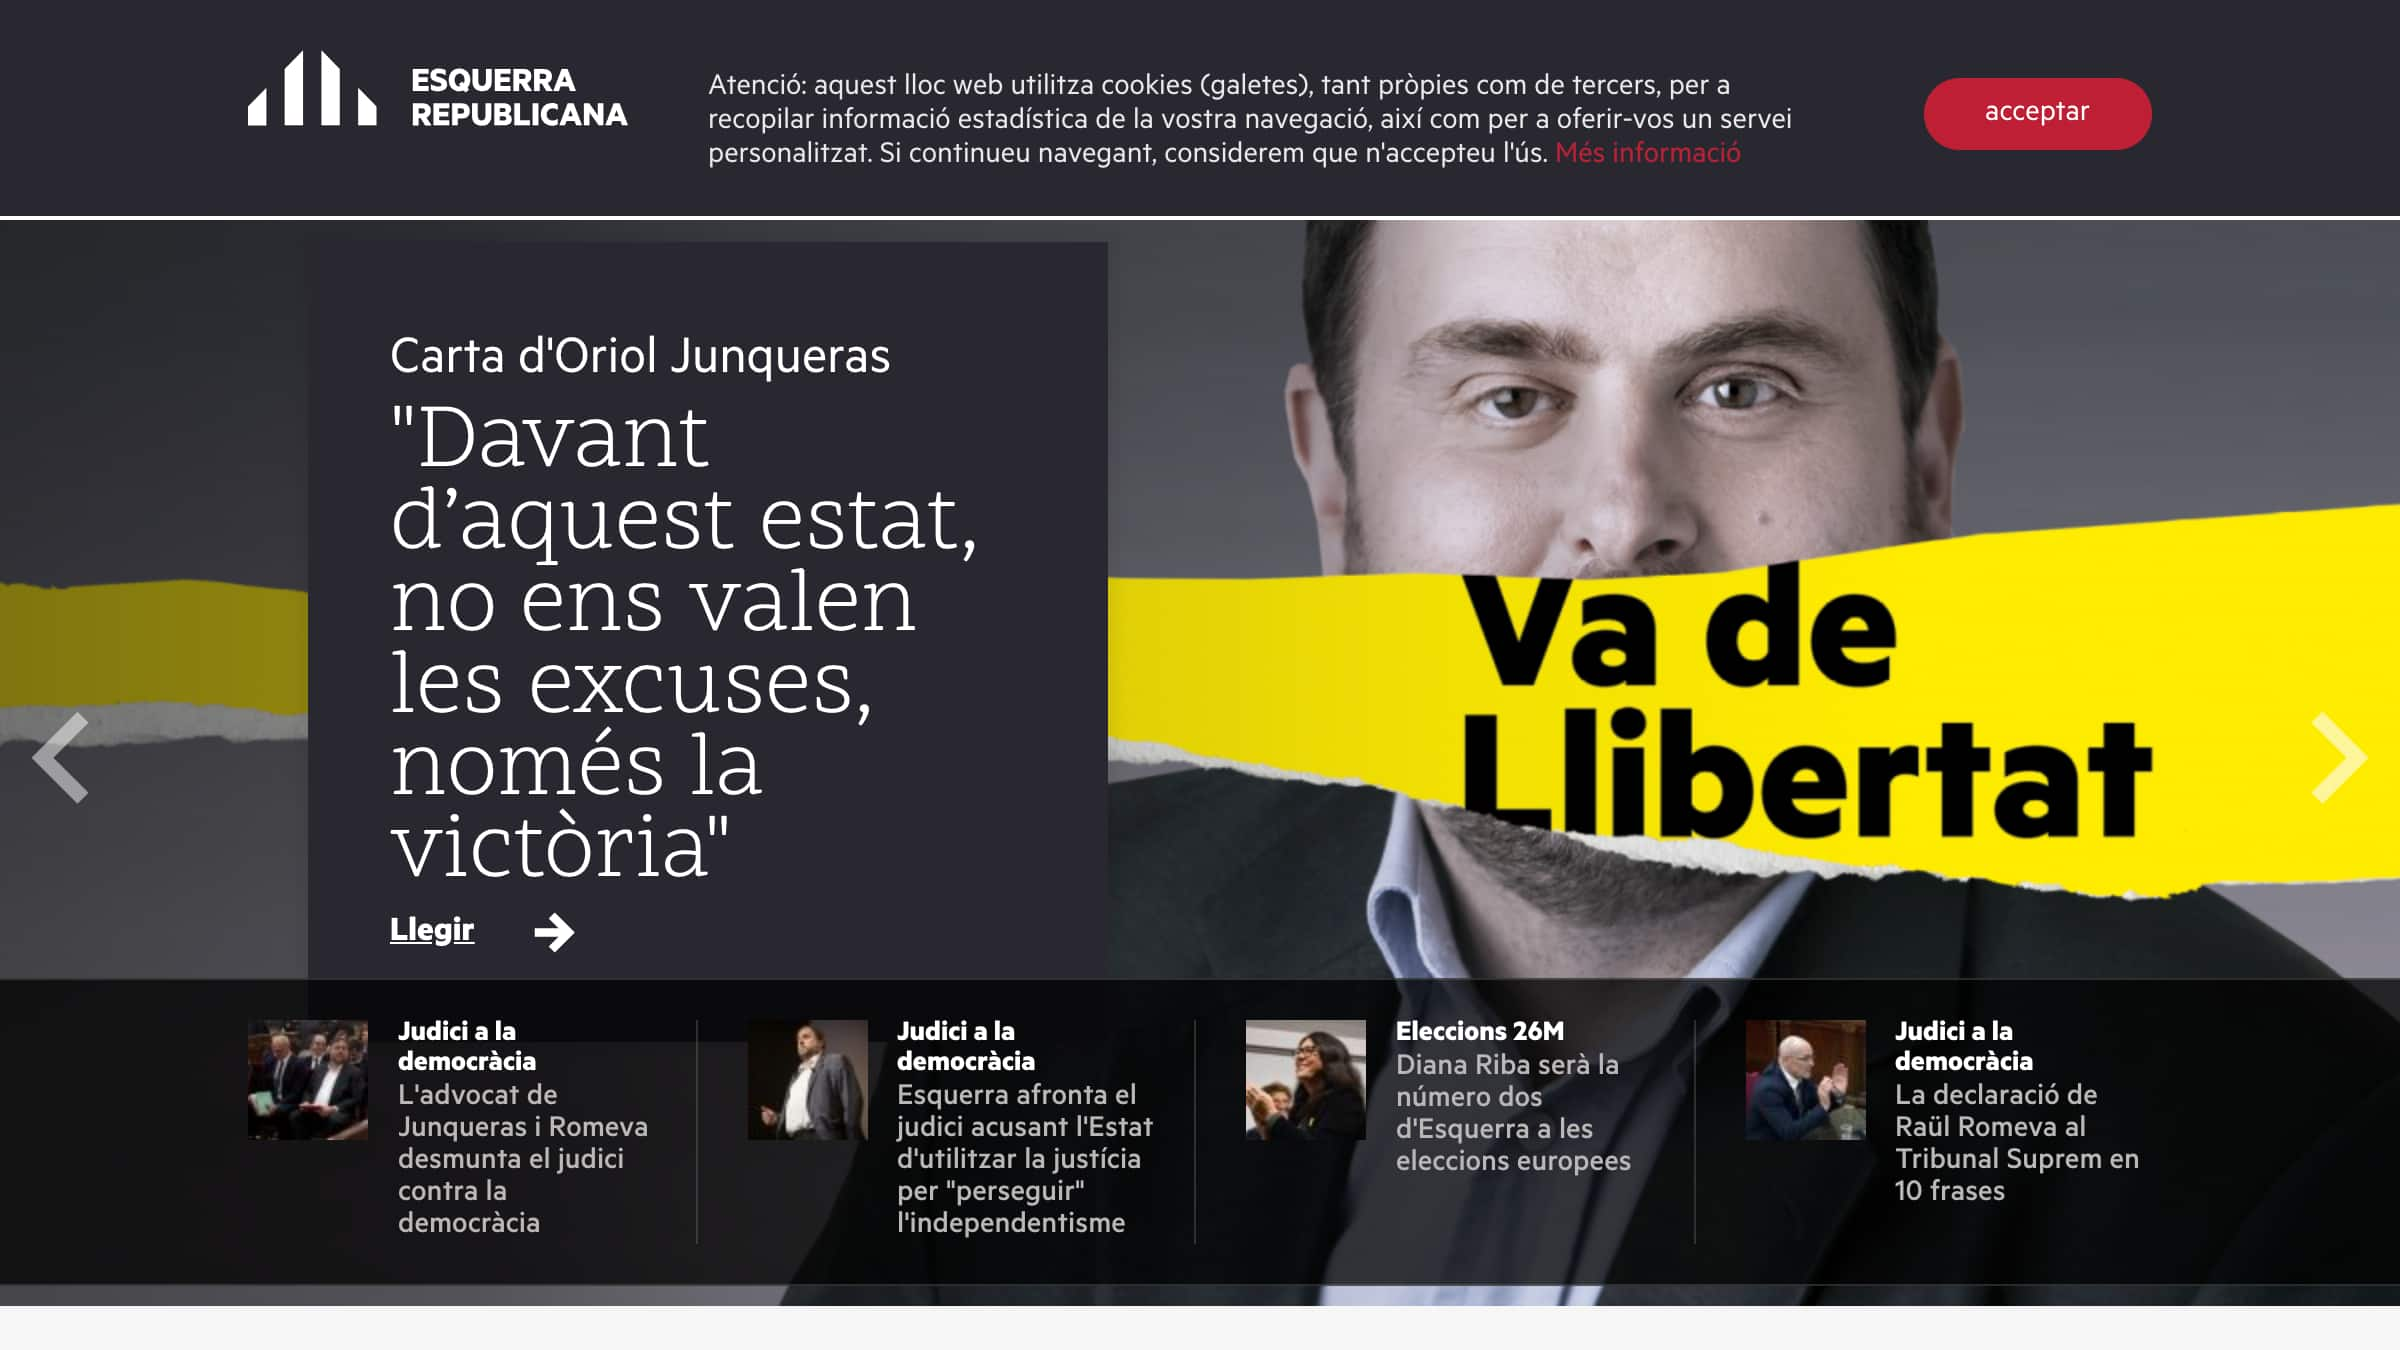 ESQUERRA
REPUBLICANA
Atenció: aquest lloc web utilitza cookies (galetes), tant pròpies com de tercers, per a
recopilar informació estadística de la vostra navegació, així com per a oferir-vos un servei
personalitzat. Si continueu navegant, considerem que n'accepteu l'ús. Més informació
acceptar
Carta d'Oriol Junqueras
"Davant
d’aquest estat,
no ens valen
les excuses,
només la
victòria"
Llegir
Va de
Llibertat
Judici a la
democràcia
L'advocat de
Junqueras i Romeva
desmunta el judici
contra la
democràcia
Judici a la
democràcia
Esquerra afronta el
judici acusant l'Estat
d'utilitzar la justícia
per "perseguir"
l'independentisme
Eleccions 26M
Diana Riba serà la
número dos
d'Esquerra a les
eleccions europees
Judici a la
democràcia
La declaració de
Raül Romeva al
Tribunal Suprem en
10 frases